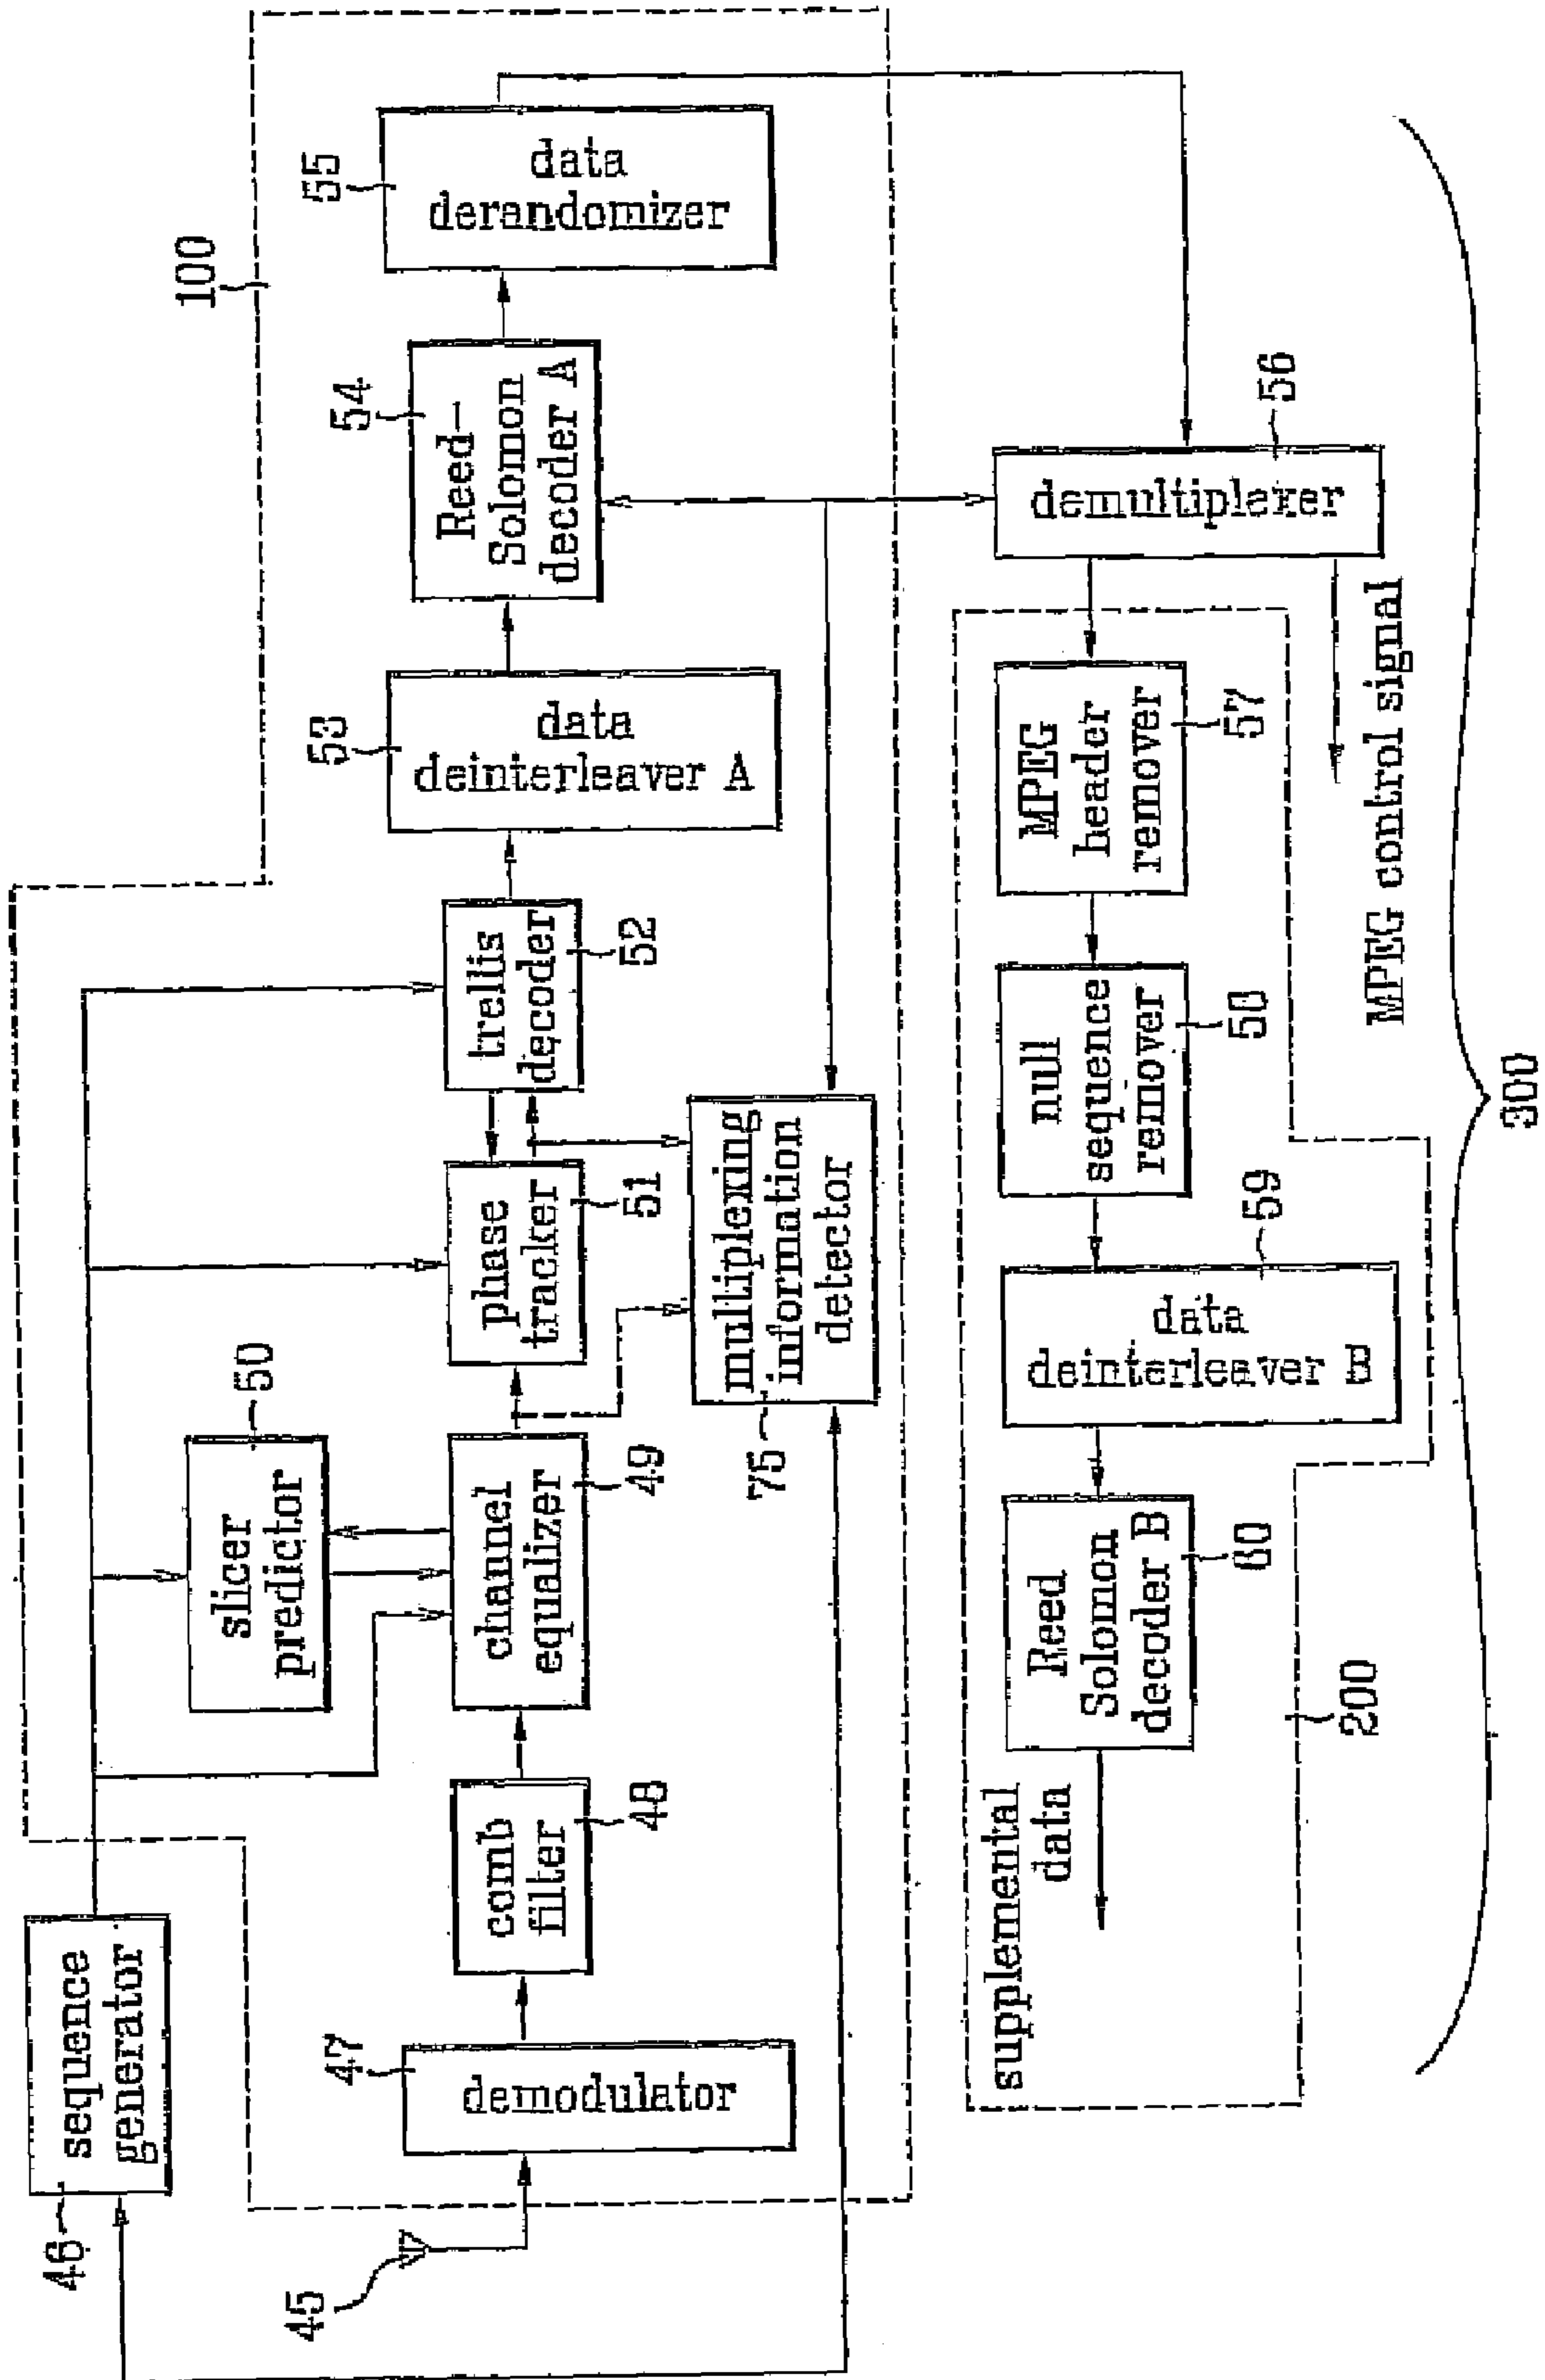 100
46
sequence
generator
50
slicer
predictor
45
47
demodulator
comb
filter
48
channel
equalizer
49
phase
tracker
51
trellis
decoder
52
53
data
deinterleaver A
54
Reed-
Solomon
decoder A
55
data
derandomizer
75
multiplexing
information
detector
supplemental
data
Reed
Solomon
decoder B
60
59
data
deinterleaver B
null
sequence
remover
58
MPEG
header
remover
57
demultiplexer
56
200
MPEG control signal
300